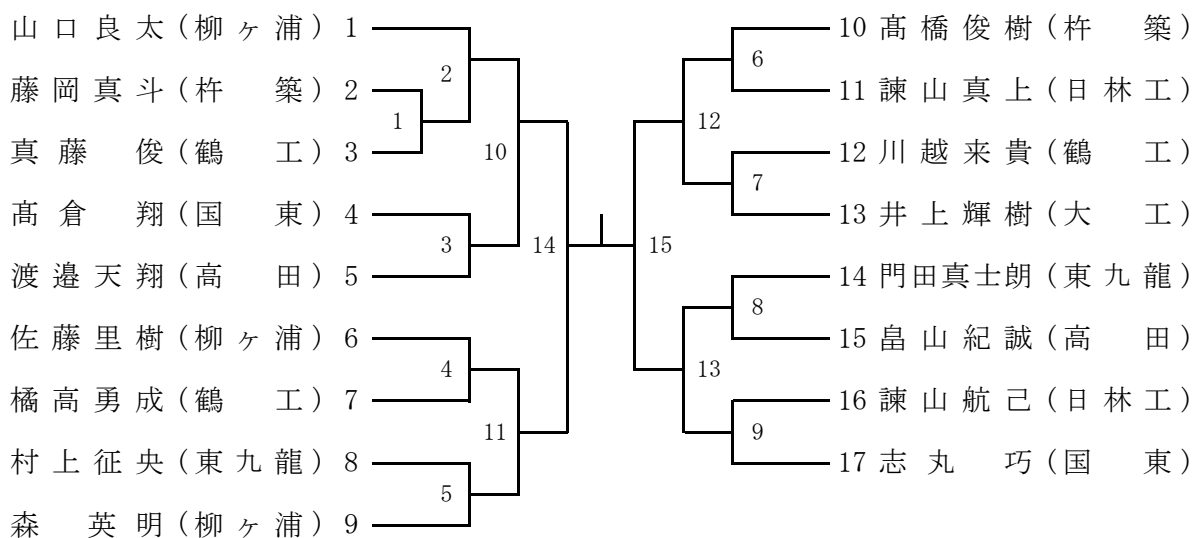 山口良太(柳ヶ浦) 1
藤岡真斗(杵築) 2
真藤俊(鶴工) 3
髙倉翔(国東) 4
渡邉天翔(高田) 5
佐藤里樹(柳ヶ浦) 6
橘高勇成(鶴工) 7
村上征央(東九龍) 8
森英明(柳ヶ浦) 9
1
2
3
4
5
10
11
14
15
12
13
6
7
8
9
10 髙橋俊樹(杵築)
11 諫山真上(日林工)
12 川越来貴(鶴工)
13 井上輝樹(大工)
14 門田真士朗(東九龍)
15 畠山紀誠(高田)
16 諫山航己(日林工)
17 志丸巧(国東)